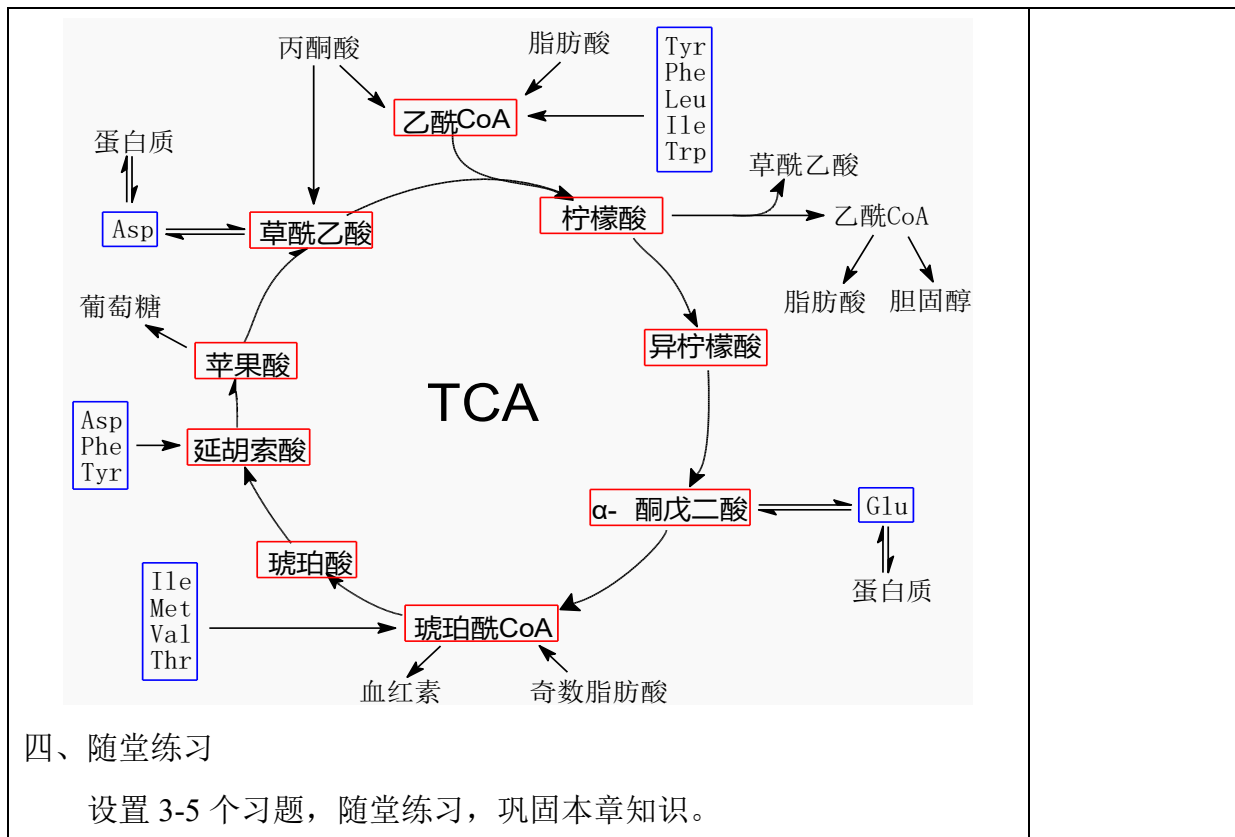 丙酮酸
脂肪酸
Tyr
Phe
Leu
Ile
Trp
乙酰CoA
蛋白质
草酰乙酸
Asp
草酰乙酸
柠檬酸
乙酰CoA
葡萄糖
脂肪酸
胆固醇
苹果酸
异柠檬酸
TCA
Asp
Phe
Tyr
延胡索酸
α- 酮戊二酸
Glu
琥珀酸
蛋白质
Ile
Met
Val
Thr
琥珀酰CoA
血红素
奇数脂肪酸
四、随堂练习
设置 3-5 个习题，随堂练习，巩固本章知识。